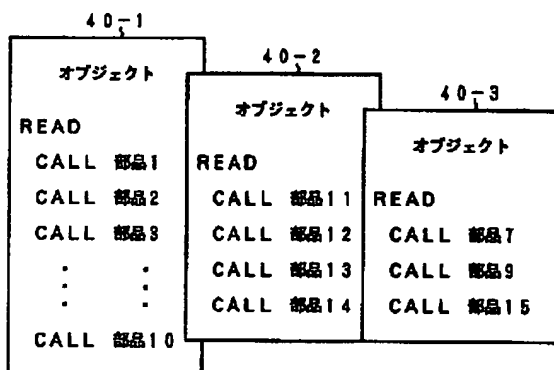 40-1
オブジェクト
READ
CALL 部品1
CALL 部品2
CALL 部品3
・ ・
・ ・
・ ・
CALL 部品10
40-2
オブジェクト
READ
CALL 部品11
CALL 部品12
CALL 部品13
CALL 部品14
40-3
オブジェクト
READ
CALL 部品7
CALL 部品9
CALL 部品15